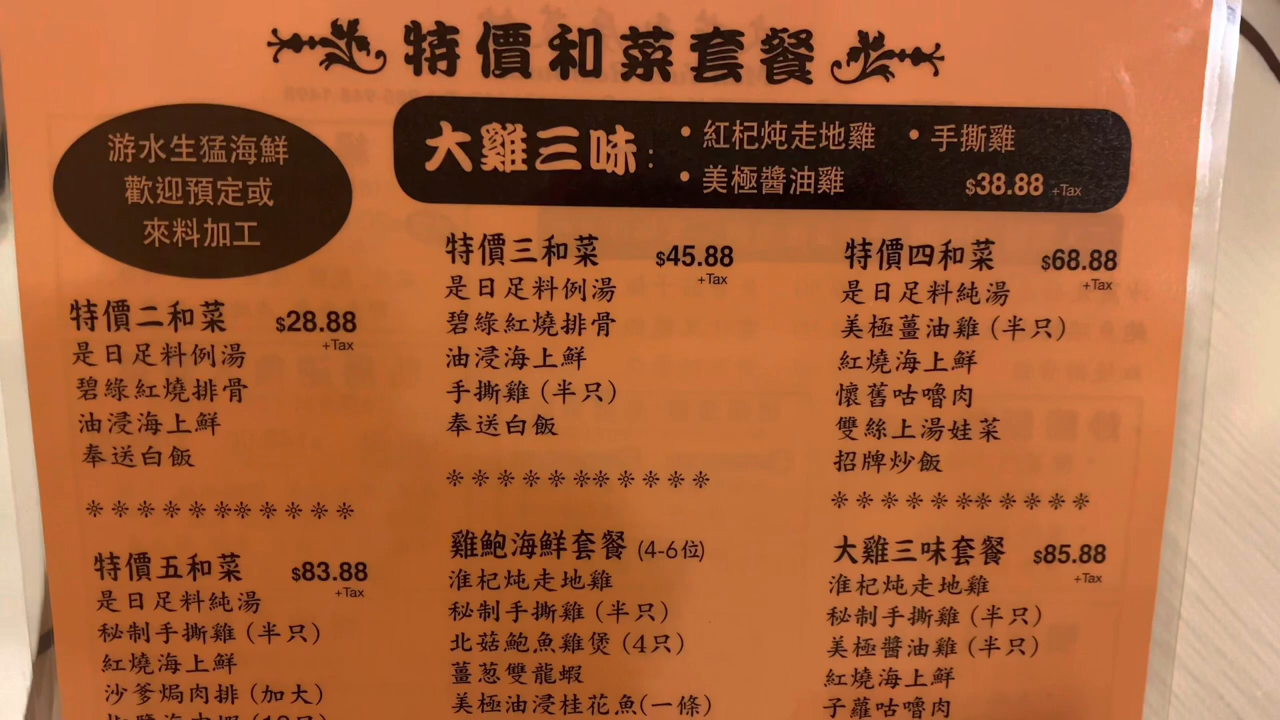 特價和菜套餐
游水生猛海鮮
歡迎預定或
來料加工
大雞三味:
• 紅杞炖走地雞 • 手撕雞
• 美極醬油雞 $38.88 +Tax
特價二和菜 $28.88
+Tax
是日足料例湯
碧綠紅燒排骨
油浸海上鮮
奉送白飯
特價三和菜 $45.88
+Tax
是日足料例湯
碧綠紅燒排骨
油浸海上鮮
手撕雞 (半只)
奉送白飯
特價四和菜 $68.88
+Tax
是日足料純湯
美極薑油雞 (半只)
紅燒海上鮮
懷舊咕嚕肉
雙絲上湯娃菜
招牌炒飯
特價五和菜 $83.88
+Tax
是日足料純湯
秘制手撕雞 (半只)
紅燒海上鮮
沙爹焗肉排 (加大)
雞鮑海鮮套餐 (4-6位)
淮杞炖走地雞
秘制手撕雞 (半只)
北菇鮑魚雞煲 (4只)
薑葱雙龍蝦
美極油浸桂花魚(一條)
大雞三味套餐 $85.88
+Tax
淮杞炖走地雞
秘制手撕雞 (半只)
美極醬油雞 (半只)
紅燒海上鮮
子蘿咕嚕肉